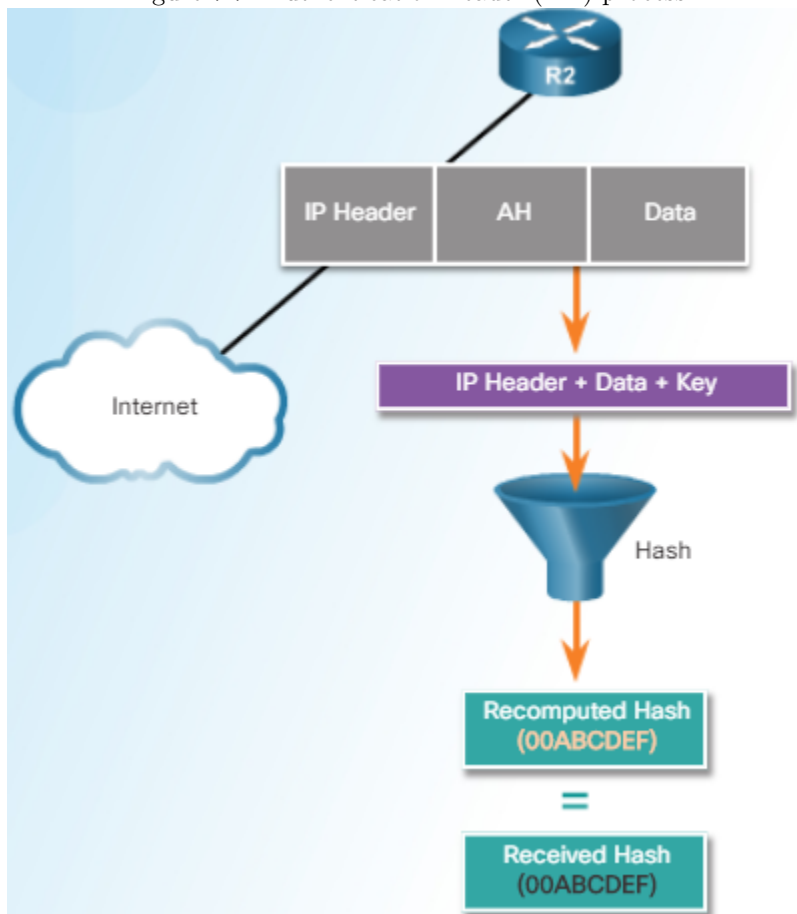 R2
IP Header AH Data
Internet
IP Header + Data + Key
Hash
Recomputed Hash
(00ABCDEF)
=
Received Hash
(00ABCDEF)